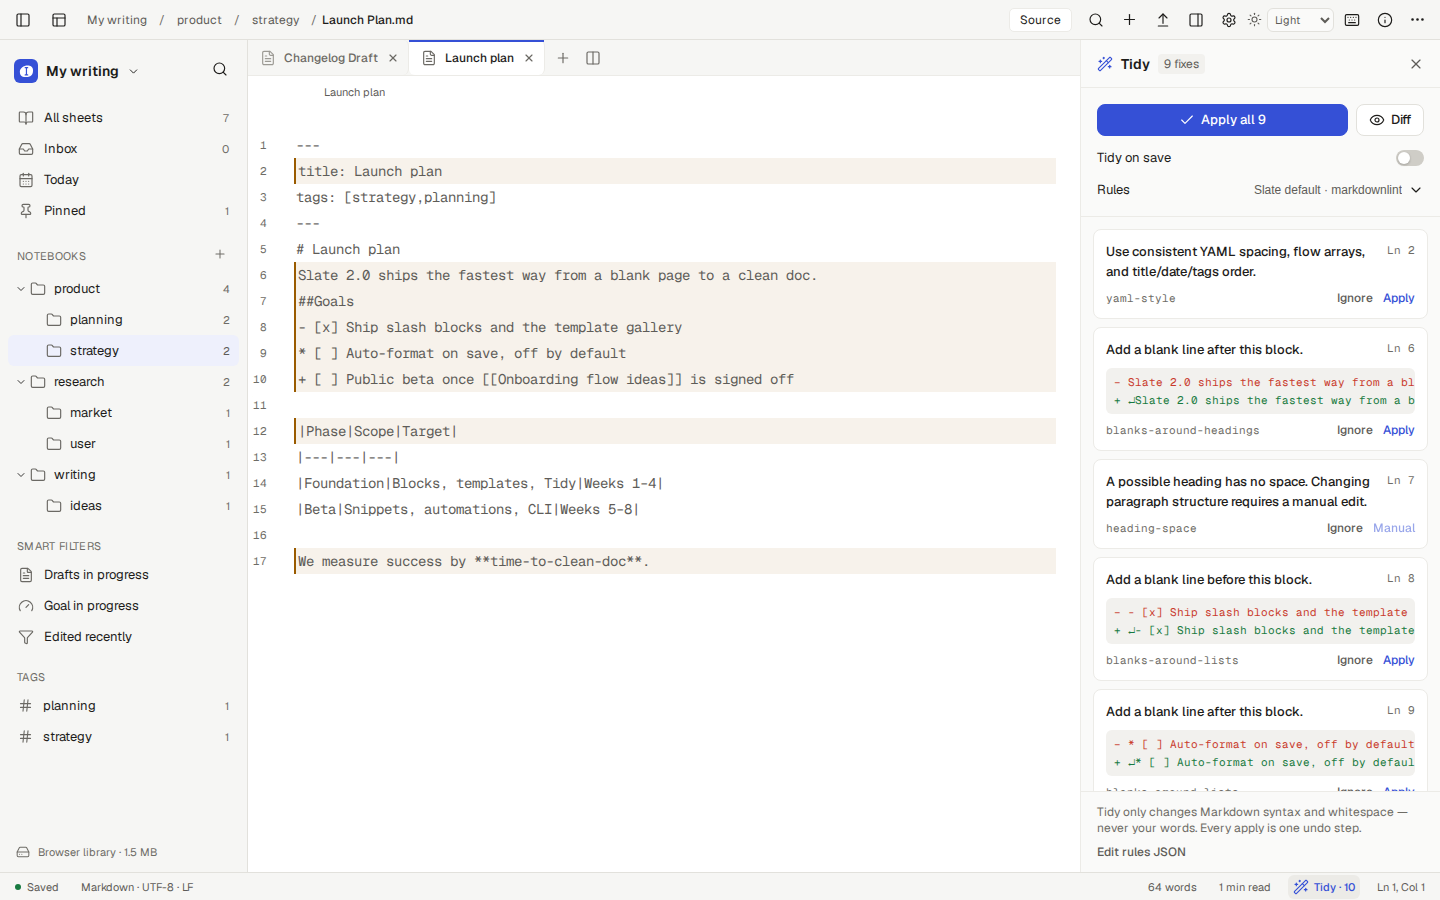 My writing / product / strategy / Launch Plan.md
Source
Light
My writing
All sheets 7
Inbox 0
Today
Pinned 1
NOTEBOOKS
product 4
planning 2
strategy 2
research 2
market 1
user 1
writing 1
ideas 1
SMART FILTERS
Drafts in progress
Goal in progress
Edited recently
TAGS
# planning 1
# strategy 1
Browser library · 1.5 MB
Changelog Draft
Launch plan
Launch plan
1 ---
2 title: Launch plan
3 tags: [strategy,planning]
4 ---
5 # Launch plan
6 Slate 2.0 ships the fastest way from a blank page to a clean doc.
7 ##Goals
8 - [x] Ship slash blocks and the template gallery
9 * [ ] Auto-format on save, off by default
10 + [ ] Public beta once [[Onboarding flow ideas]] is signed off
11
12 |Phase|Scope|Target|
13 |---|---|---|
14 |Foundation|Blocks, templates, Tidy|Weeks 1-4|
15 |Beta|Snippets, automations, CLI|Weeks 5-8|
16
17 We measure success by **time-to-clean-doc**.
Tidy 9 fixes
Apply all 9
Diff
Tidy on save
Rules Slate default · markdownlint
Use consistent YAML spacing, flow arrays, Ln 2
and title/date/tags order.
yaml-style Ignore Apply
Add a blank line after this block. Ln 6
- Slate 2.0 ships the fastest way from a bl
+ ↵Slate 2.0 ships the fastest way from a b
blanks-around-headings Ignore Apply
A possible heading has no space. Changing Ln 7
paragraph structure requires a manual edit.
heading-space Ignore Manual
Add a blank line before this block. Ln 8
- - [x] Ship slash blocks and the template
+ ↵- [x] Ship slash blocks and the template
blanks-around-lists Ignore Apply
Add a blank line after this block. Ln 9
- * [ ] Auto-format on save, off by default
+ ↵* [ ] Auto-format on save, off by defaul
blanks-around-lists Ignore Apply
Tidy only changes Markdown syntax and whitespace —
never your words. Every apply is one undo step.
Edit rules JSON
Saved
Markdown · UTF-8 · LF
64 words
1 min read
Tidy · 10
Ln 1, Col 1